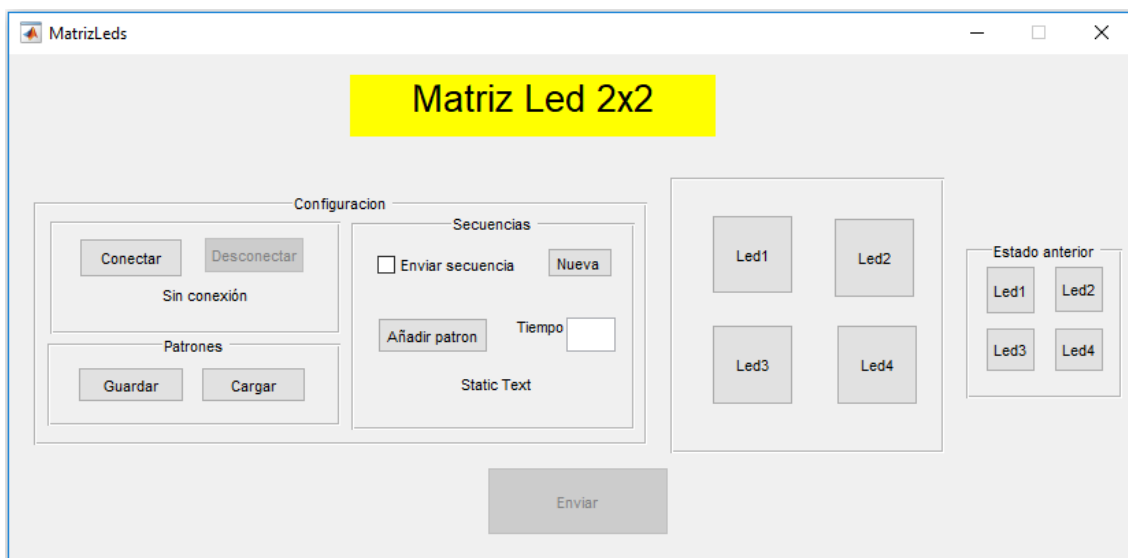 MatrizLeds
Matriz Led 2x2
Configuracion
Conectar
Desconectar
Sin conexión
Patrones
Guardar
Cargar
Secuencias
Enviar secuencia
Nueva
Añadir patron
Tiempo
Static Text
Led1
Led2
Led3
Led4
Estado anterior
Led1
Led2
Led3
Led4
Enviar